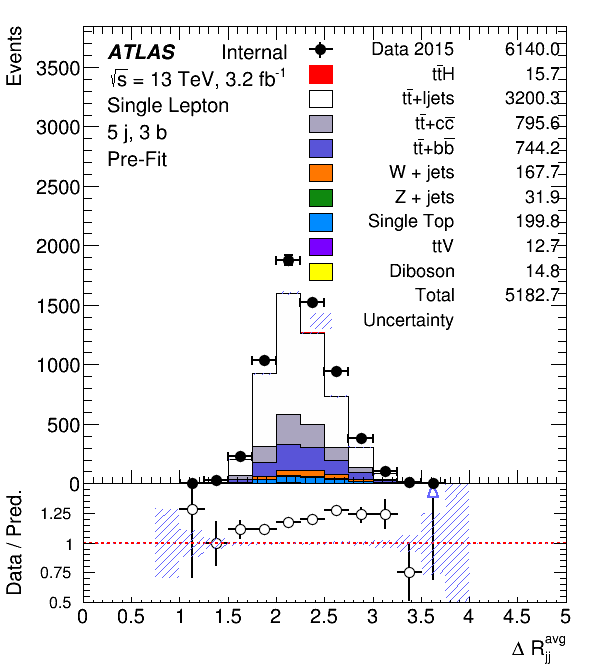 Events
3500
3000
2500
2000
1500
1000
500
0
ATLAS Internal
√s = 13 TeV, 3.2 fb⁻¹
Single Lepton
5 j, 3 b
Pre-Fit
Data 2015 6140.0
tt̄H 15.7
tt̄+ljets 3200.3
tt̄+cc̄ 795.6
tt̄+bb̄ 744.2
W + jets 167.7
Z + jets 31.9
Single Top 199.8
ttV 12.7
Diboson 14.8
Total 5182.7
Uncertainty
Data / Pred.
1.25
1
0.75
0.5
0 0.5 1 1.5 2 2.5 3 3.5 4 4.5 5
Δ R_jj^avg